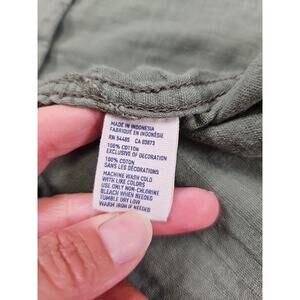 MADE IN INDONESIA
FABRIQUÉ EN INDONÉSIE
RN 54485 CA 03873
100% COTTON
EXCLUSIVE OF DECORATION
100% COTON
SANS LES DÉCORATIONS
MACHINE WASH COLD
WITH LIKE COLORS
USE ONLY NON-CHLORINE
BLEACH WHEN NEEDED
TUMBLE DRY LOW
WARM IRON IF NEEDED